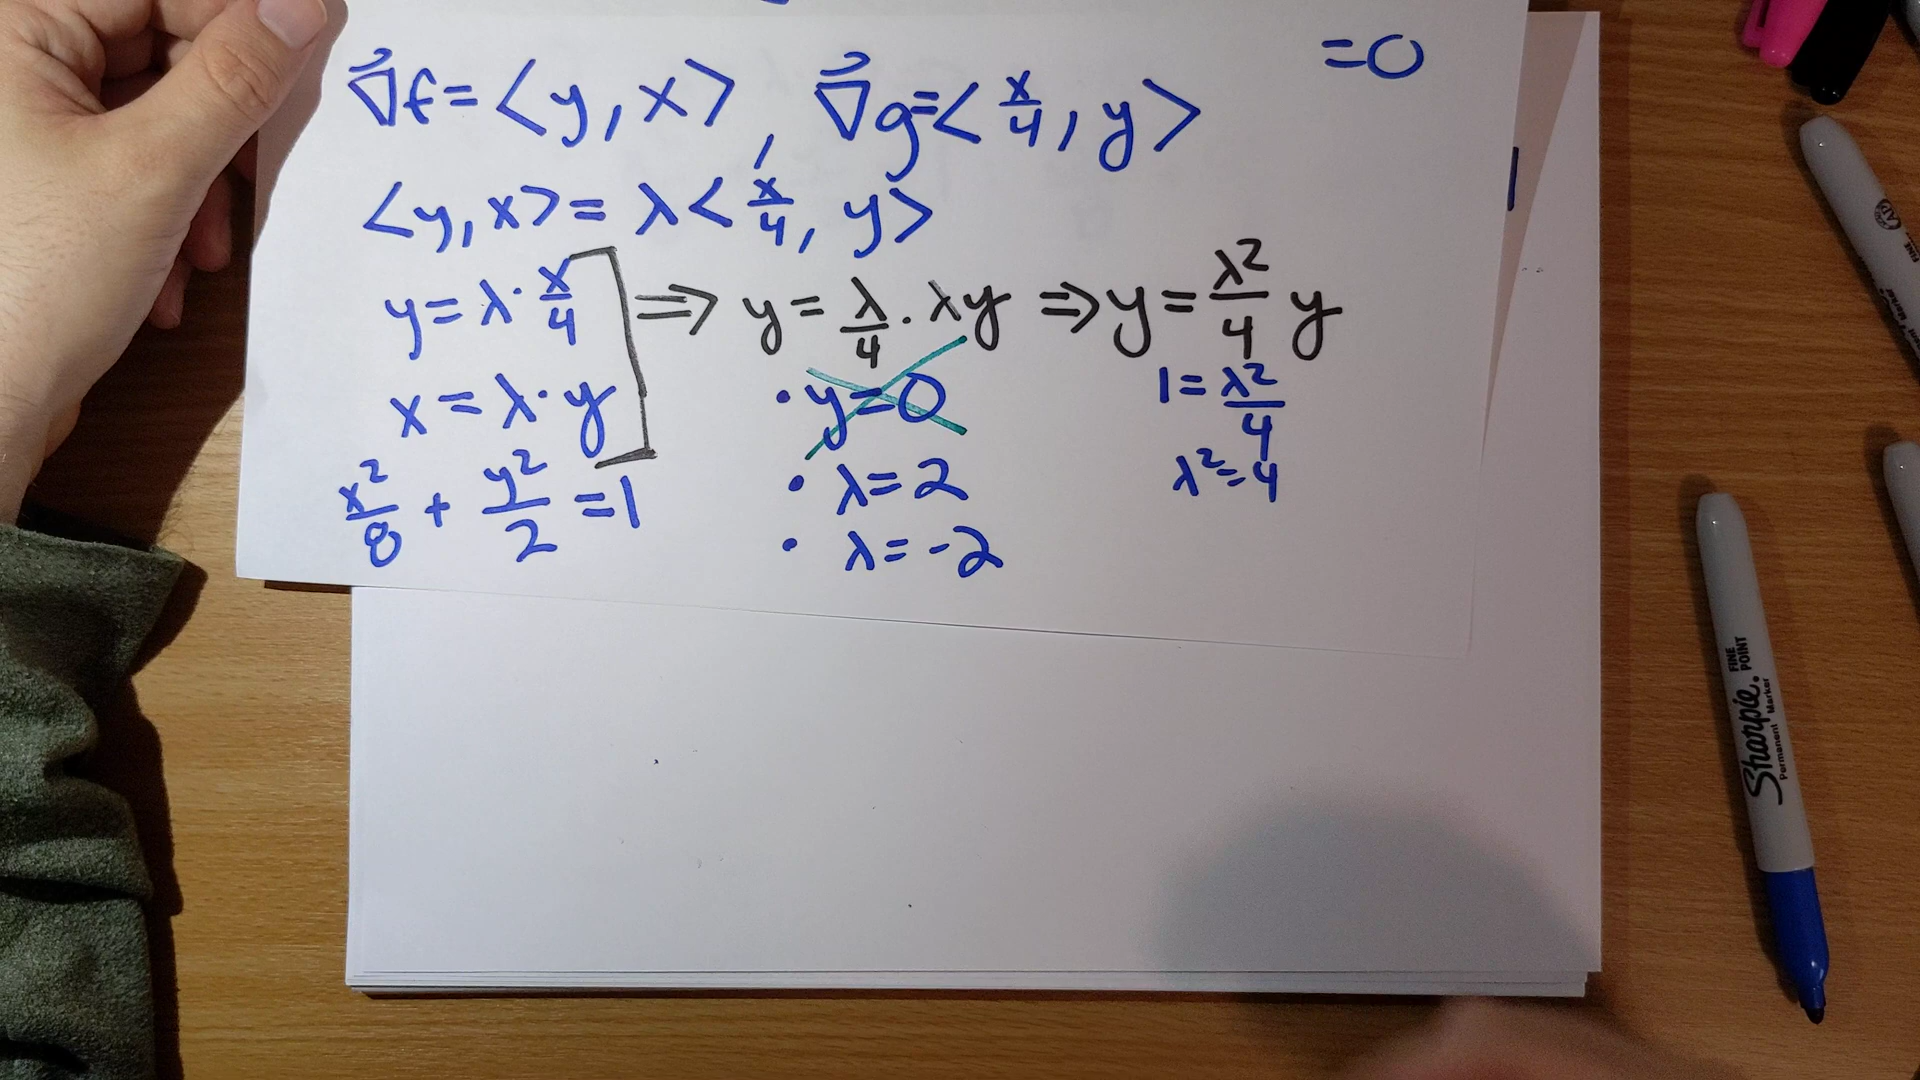 =0
∇⃗f = <y, x>, ∇⃗g = <x/4, y>
<y, x> = λ<x/4, y>
y = λ · x/4 ⟹ y = λ/4 · λy ⟹ y = λ²/4 y
x = λ · y
· y = 0
1 = λ²/4
x²/8 + y²/2 = 1
· λ = 2
λ² = 4
· λ = -2
Sharpie.
FINE POINT
Permanent Marker